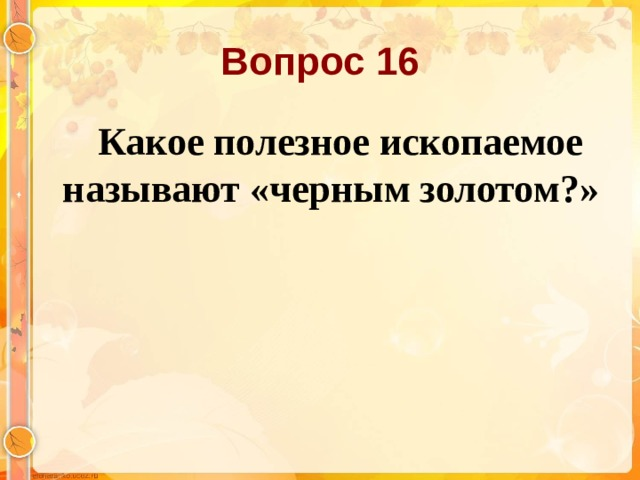 Вопрос 16
Какое полезное ископаемое
называют «черным золотом?»